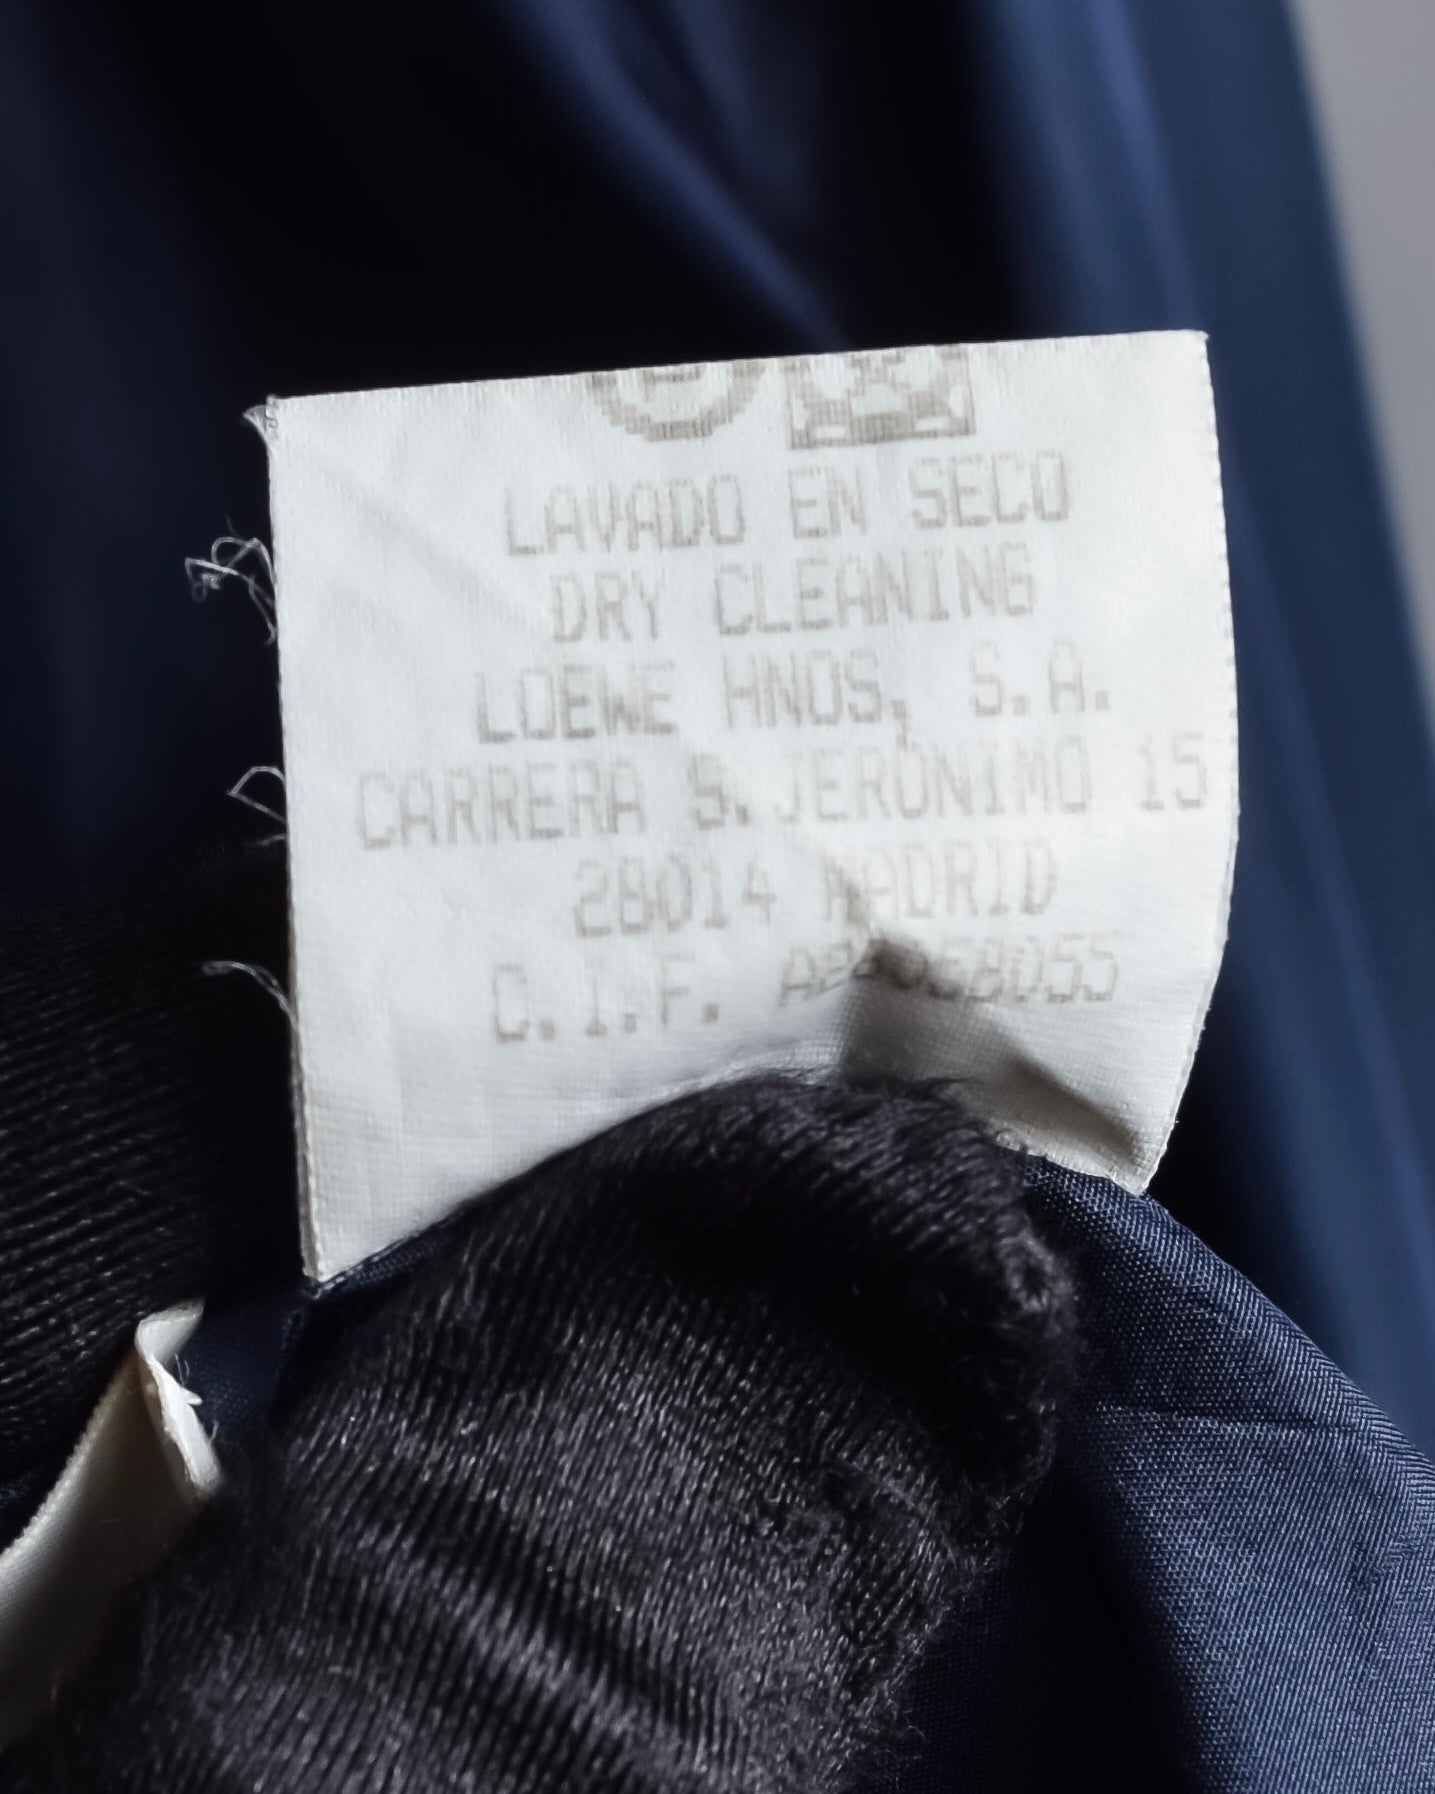 LAVADO EN SECO
DRY CLEANING
LOEWE HNOS, S.A.
CARRERA S.JERONIMO 15
28014 MADRID
C.I.F.